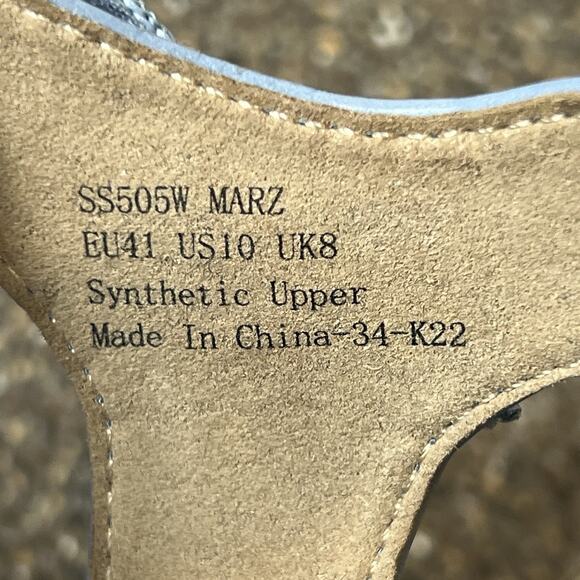 SS505W MARZ
EU41 US10 UK8
Synthetic Upper
Made In China-34-K22